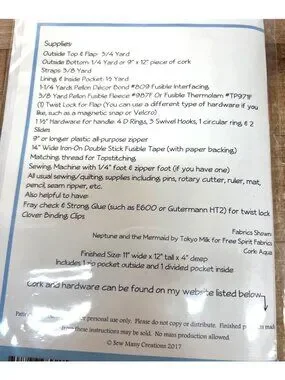 Supplies:
Outside Top & Flap: 3/4 Yard
Outside Bottom: 1/4 Yard or 9" x 12" piece of cork
Straps: 3/8 Yard
Lining & Inside Pocket: 1/2 Yard
1-1/4 Yards Pellon Décor Bond #809 Fusible Interfacing
3/8 Yard Pellon Fusible Fleece #987F Or Fusible Thermolam #TP971F
(1) Twist Lock for Flap (You can use a different type of hardware if you
like, such as a magnetic snap or Velcro)
1 1/2" Hardware for handle: 4 D Rings, 3 Swivel Hooks, 1 circular ring, & 2
Slides
9" or longer plastic all-purpose zipper
14" Wide Iron-On Double Stick Fusible Tape (with paper backing)
Matching thread for Topstitching
Sewing Machine with 1/4" foot & zipper foot (if you have one)
All usual sewing/quilting supplies including pins, rotary cutter, ruler, mat,
pencil, seam ripper, etc.
Also helpful to have:
Fray check & Strong Glue (such as E600 or Gutermann HT2) for twist lock
Clover Binding Clips
Fabrics Shown:
Neptune and the Mermaid by Tokyo Milk for Free Spirit Fabrics
Cork: Aqua
Finished Size: 11" wide x 12" tall x 4" deep
Includes 1 zip pocket outside and 1 divided pocket inside
Cork and hardware can be found on my website listed below
personal use only. Please do not copy or distribute. Finished
from these instructions may be sold. No mass production allowed.
© Sew Many Creations 2017